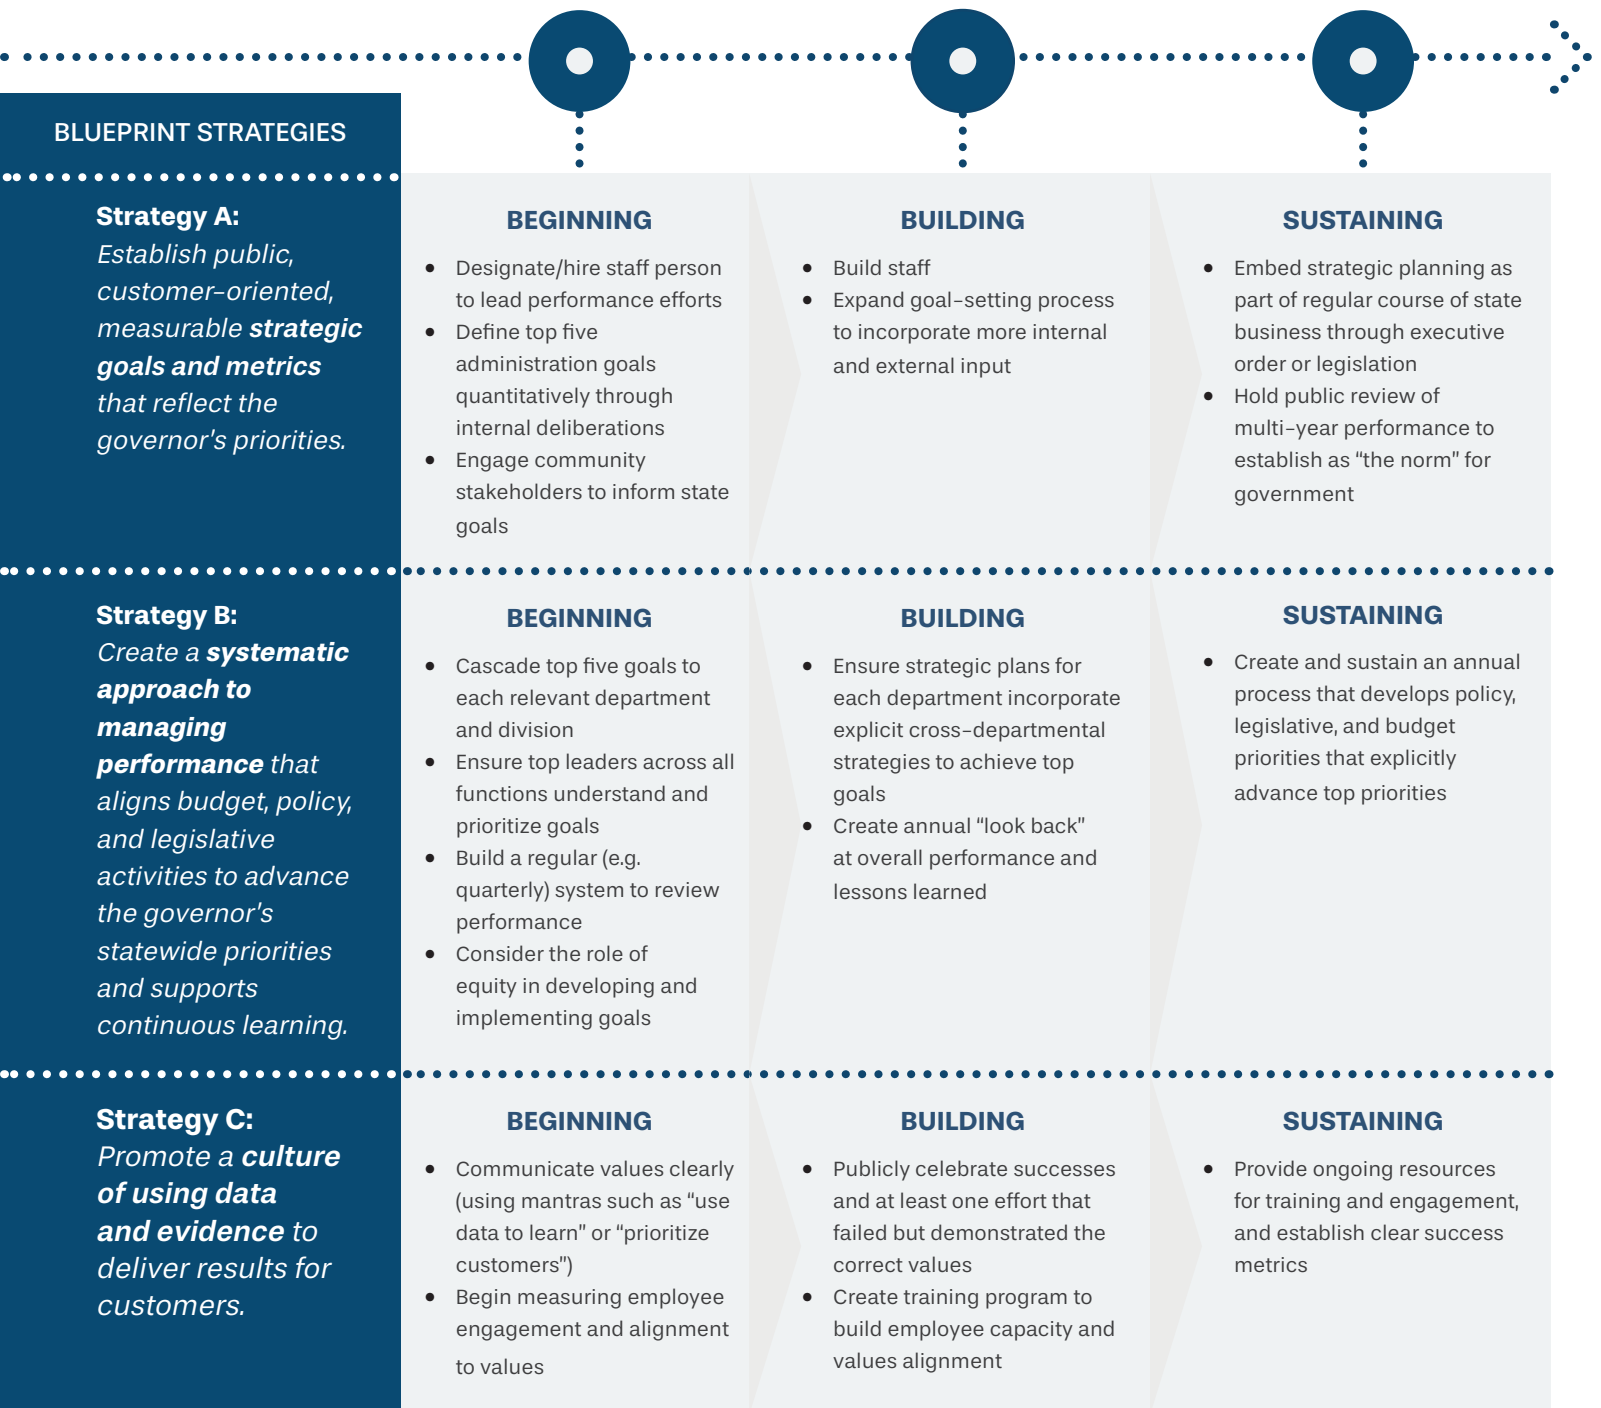 BLUEPRINT STRATEGIES
Strategy A:
Establish public,
customer-oriented,
measurable strategic
goals and metrics
that reflect the
governor's priorities.
BEGINNING
• Designate/hire staff person
to lead performance efforts
• Define top five
administration goals
quantitatively through
internal deliberations
• Engage community
stakeholders to inform state
goals
BUILDING
• Build staff
• Expand goal-setting process
to incorporate more internal
and external input
SUSTAINING
• Embed strategic planning as
part of regular course of state
business through executive
order or legislation
• Hold public review of
multi-year performance to
establish as “the norm” for
government
Strategy B:
Create a systematic
approach to
managing
performance that
aligns budget, policy,
and legislative
activities to advance
the governor's
statewide priorities
and supports
continuous learning.
BEGINNING
• Cascade top five goals to
each relevant department
and division
• Ensure top leaders across all
functions understand and
prioritize goals
• Build a regular (e.g.
quarterly) system to review
performance
• Consider the role of
equity in developing and
implementing goals
BUILDING
• Ensure strategic plans for
each department incorporate
explicit cross-departmental
strategies to achieve top
goals
• Create annual “look back”
at overall performance and
lessons learned
SUSTAINING
• Create and sustain an annual
process that develops policy,
legislative, and budget
priorities that explicitly
advance top priorities
Strategy C:
Promote a culture
of using data
and evidence to
deliver results for
customers.
BEGINNING
• Communicate values clearly
(using mantras such as “use
data to learn” or “prioritize
customers”)
• Begin measuring employee
engagement and alignment
to values
BUILDING
• Publicly celebrate successes
and at least one effort that
failed but demonstrated the
correct values
• Create training program to
build employee capacity and
values alignment
SUSTAINING
• Provide ongoing resources
for training and engagement,
and establish clear success
metrics